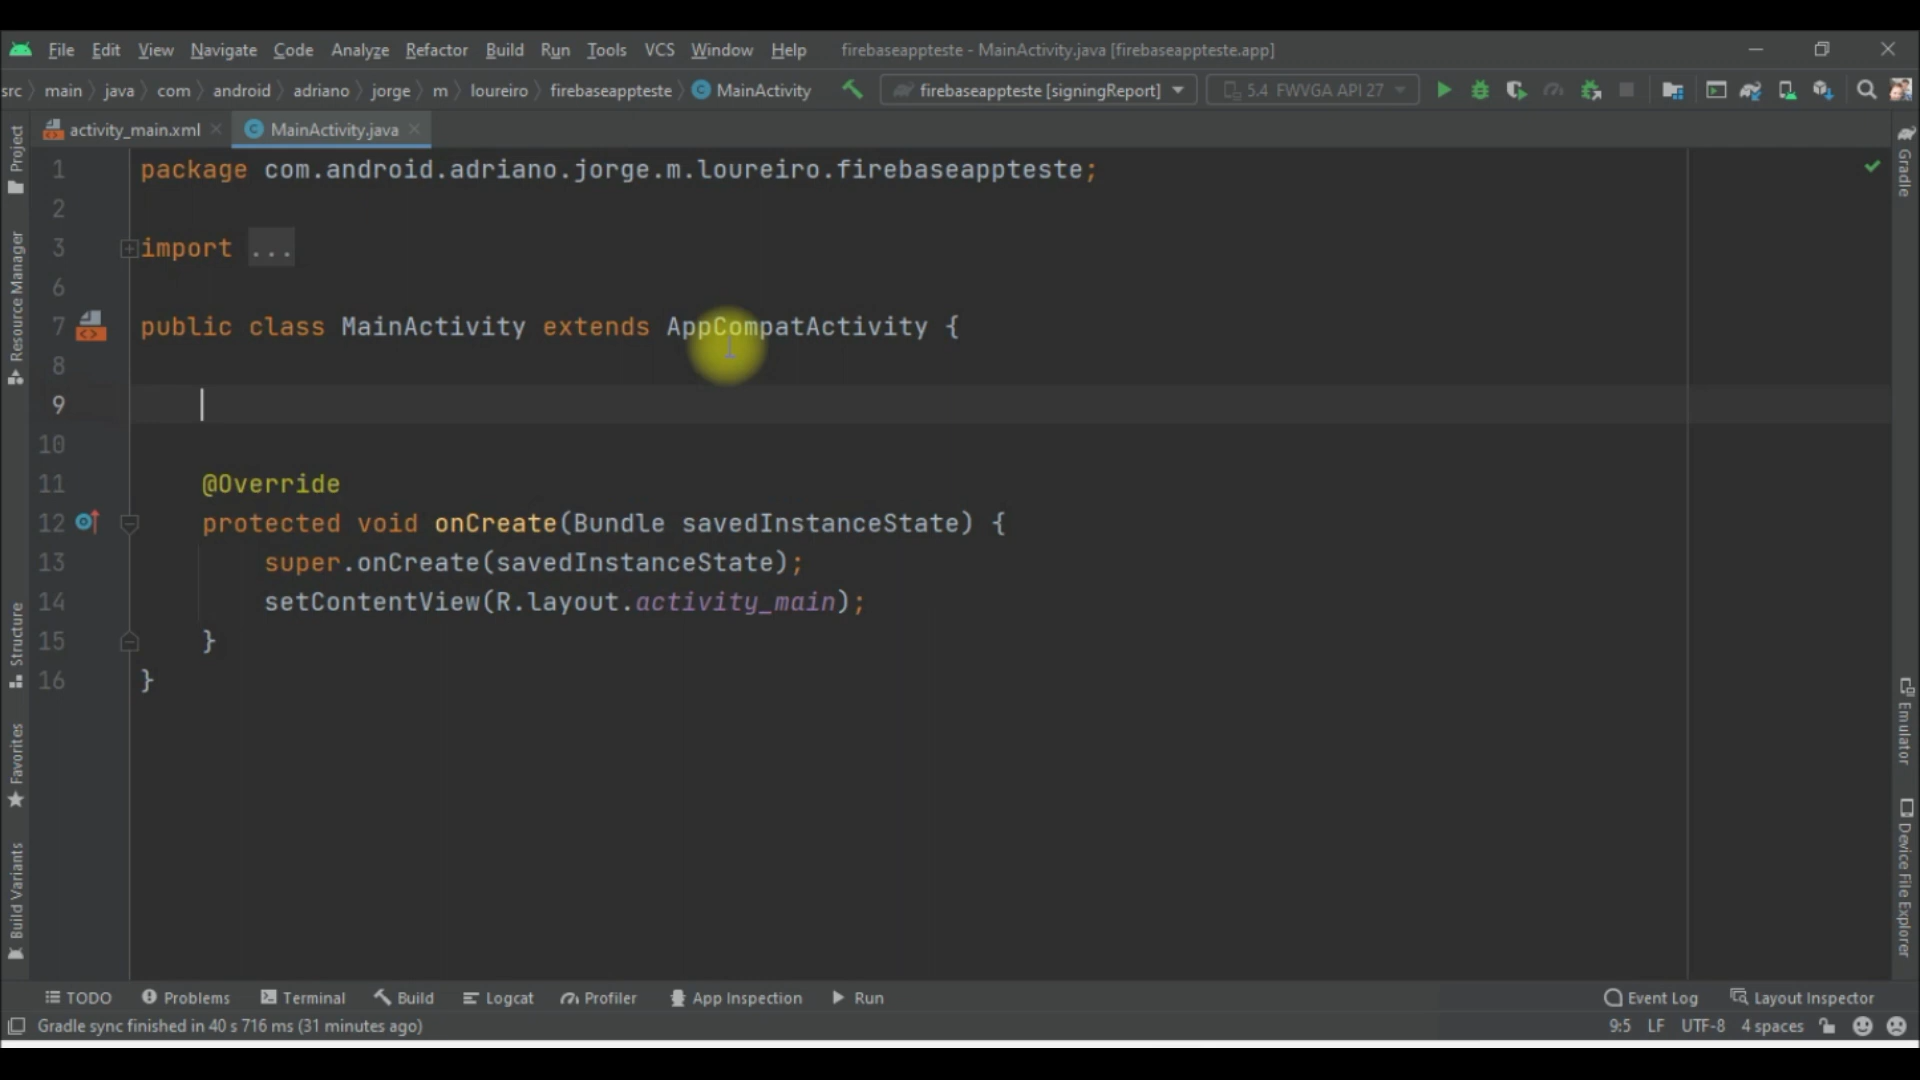 File Edit View Navigate Code Analyze Refactor Build Run Tools VCS Window Help firebaseappteste - MainActivity.java [firebaseappteste.app]
src main java com android adriano jorge m loureiro firebaseappteste MainActivity firebaseappteste [signingReport] 5.4 FWVGA API 27
activity_main.xml MainActivity.java
1 package com.android.adriano.jorge.m.loureiro.firebaseappteste;
2
3 import ...
6
7 public class MainActivity extends AppCompatActivity {
8
9
10
11 @Override
12 protected void onCreate(Bundle savedInstanceState) {
13 super.onCreate(savedInstanceState);
14 setContentView(R.layout.activity_main);
15 }
16 }
Project
Resource Manager
Structure
Favorites
Build Variants
Gradle
Emulator
Device File Explorer
TODO Problems Terminal Build Logcat Profiler App Inspection Run Event Log Layout Inspector
Gradle sync finished in 40 s 716 ms (31 minutes ago) 9:5 LF UTF-8 4 spaces